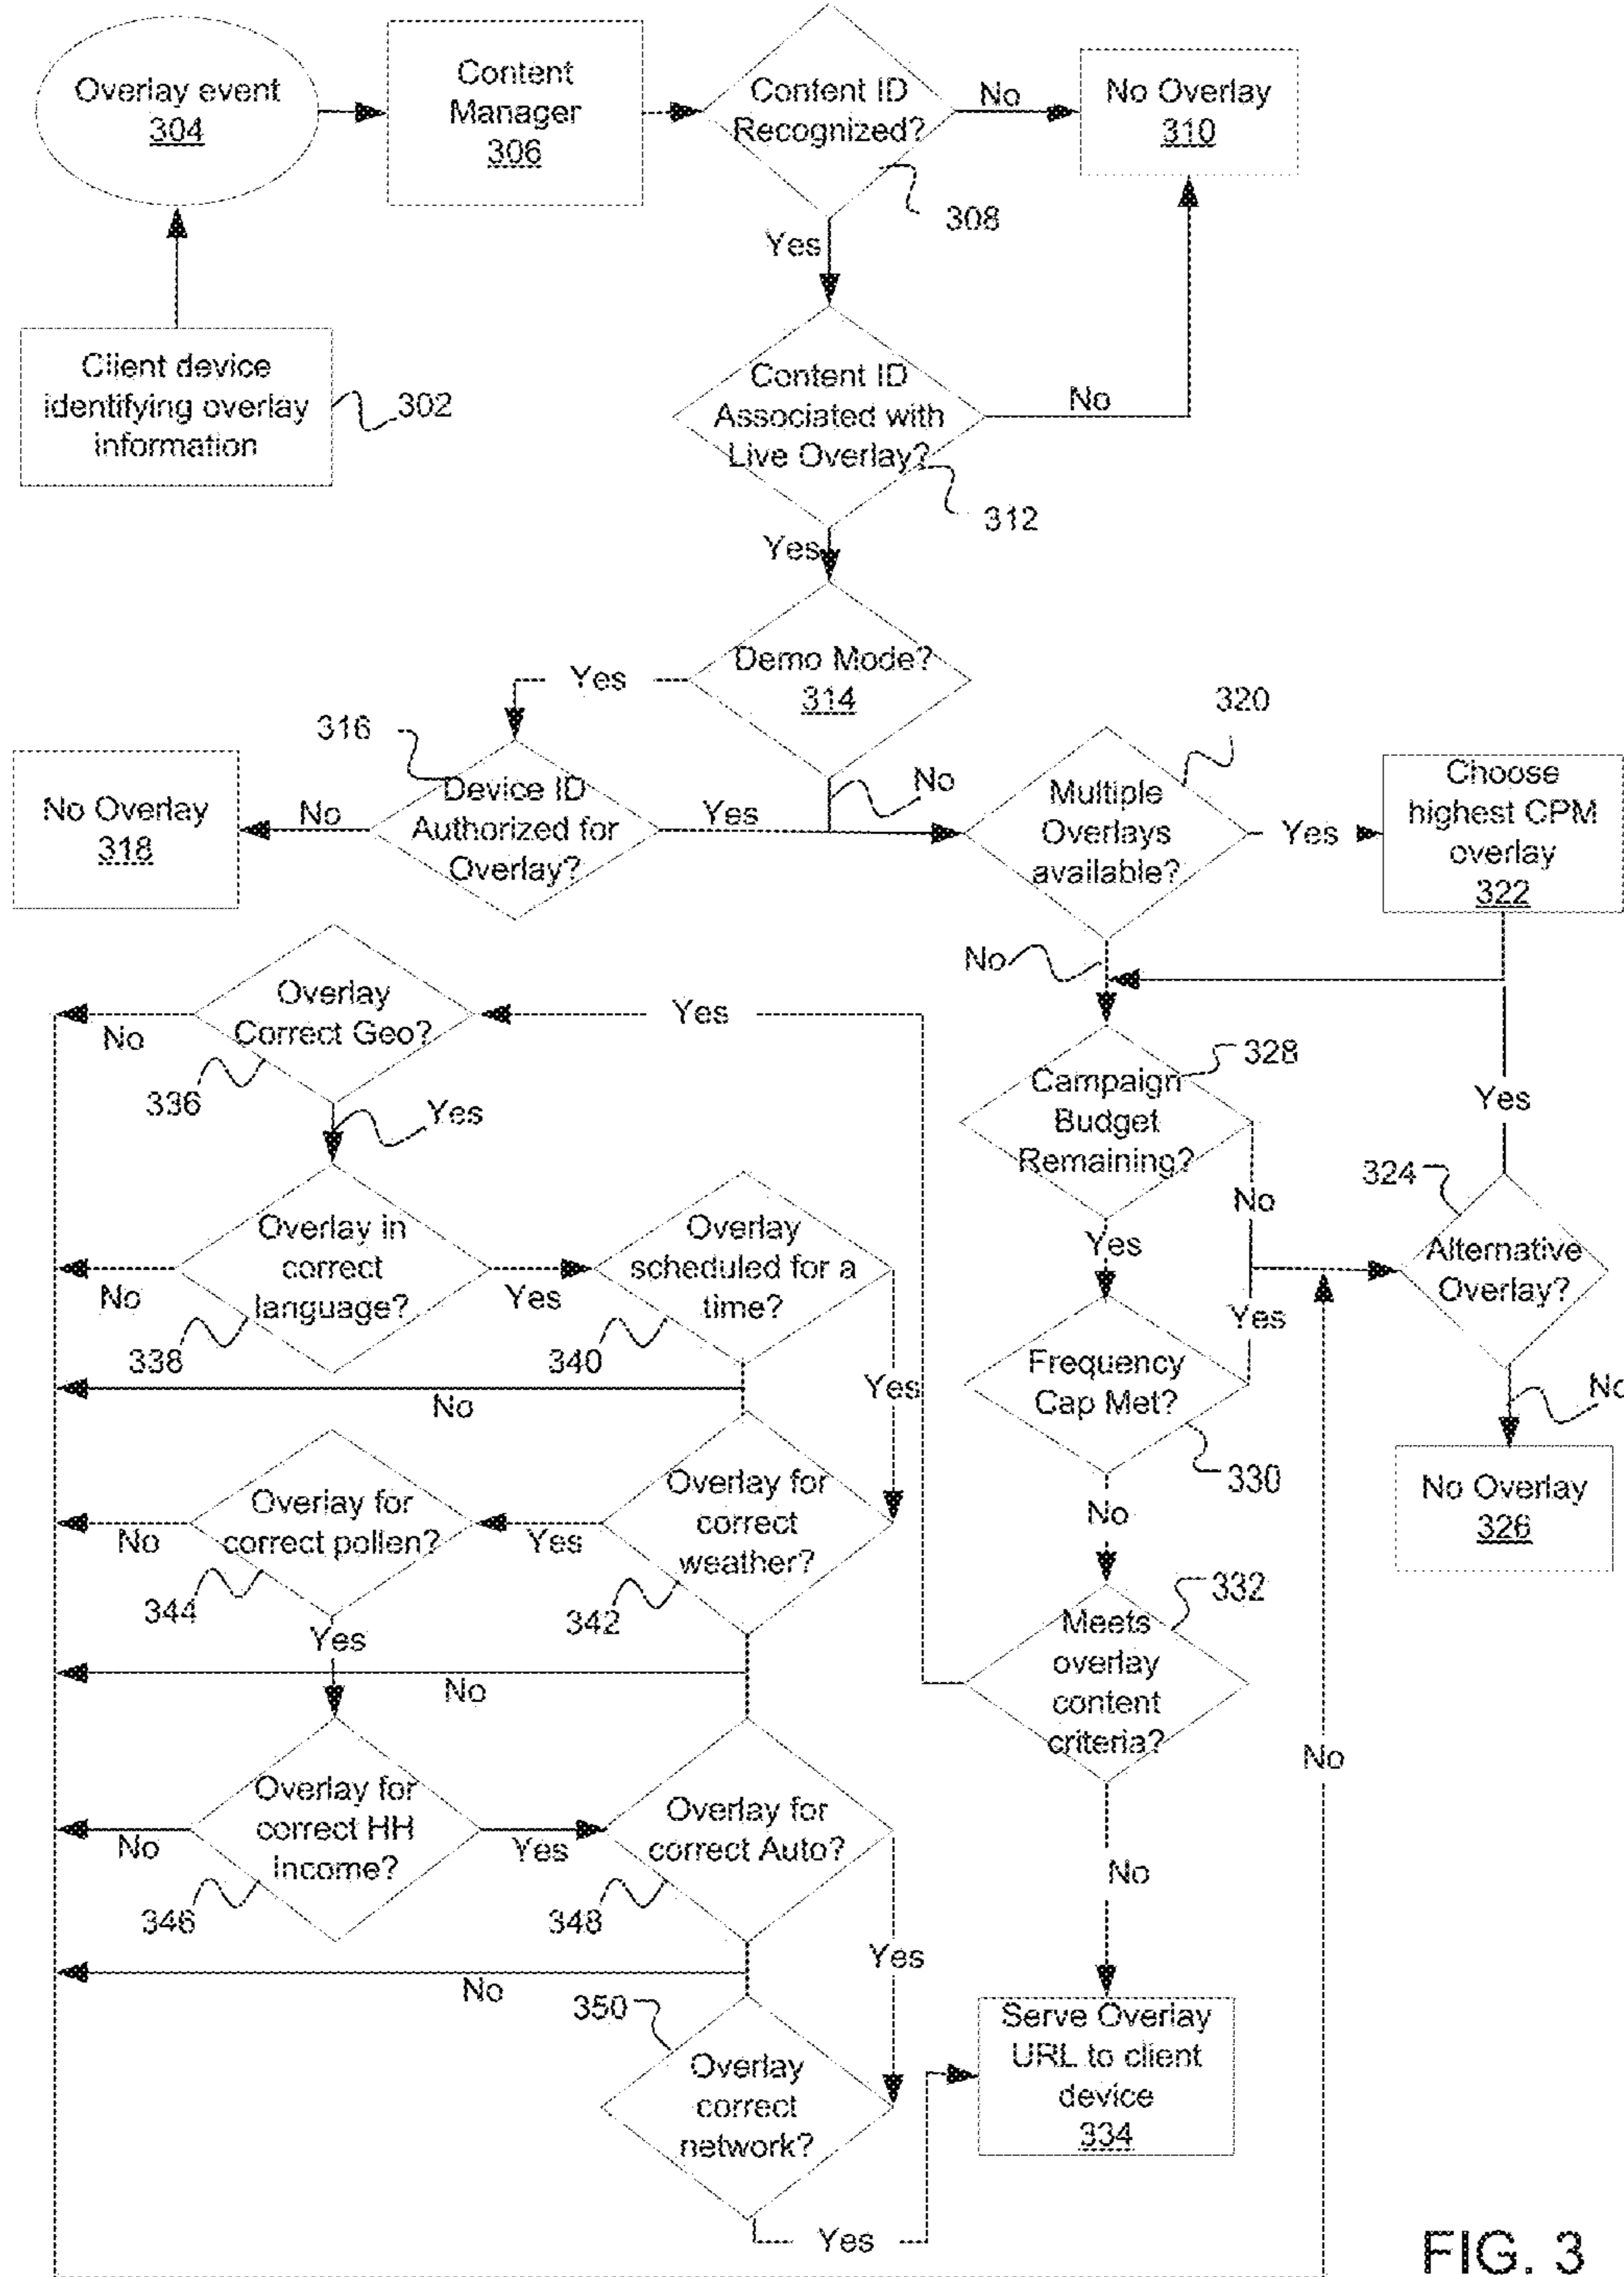 Overlay event
304
Content
Manager
306
Content ID
Recognized?
308
No
No Overlay
310
Yes
Client device
identifying overlay
information
302
Content ID
Associated with
Live Overlay?
312
No
Yes
Demo Mode?
314
Yes
No
316
Device ID
Authorized for
Overlay?
No
No Overlay
318
Yes
320
Multiple
Overlays
available?
Yes
Choose
highest CPM
overlay
322
No
328
Campaign
Budget
Remaining?
No
Yes
324
Alternative
Overlay?
Yes
No
No Overlay
326
Frequency
Cap Met?
330
Yes
No
332
Meets
overlay
content
criteria?
Yes
No
Overlay
Correct Geo?
336
No
Yes
Overlay in
correct
language?
338
No
Yes
Overlay
scheduled for a
time?
340
No
Yes
Overlay for
correct
weather?
342
Yes
No
Overlay for
correct pollen?
344
No
Yes
Overlay for
correct HH
Income?
346
No
Yes
Overlay for
correct Auto?
348
No
Yes
350
Overlay
correct
network?
Yes
Serve Overlay
URL to client
device
334
No
FIG. 3